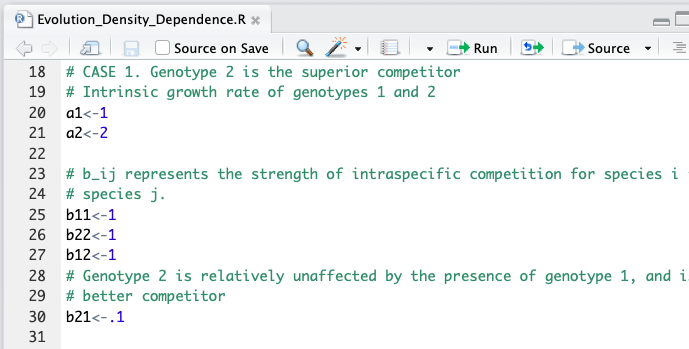 Evolution_Density_Dependence.R
Source on Save Run Source
18 # CASE 1. Genotype 2 is the superior competitor
19 # Intrinsic growth rate of genotypes 1 and 2
20 a1<-1
21 a2<-2
22
23 # b_ij represents the strength of intraspecific competition for species i
24 # species j.
25 b11<-1
26 b22<-1
27 b12<-1
28 # Genotype 2 is relatively unaffected by the presence of genotype 1, and
29 # better competitor
30 b21<-.1
31